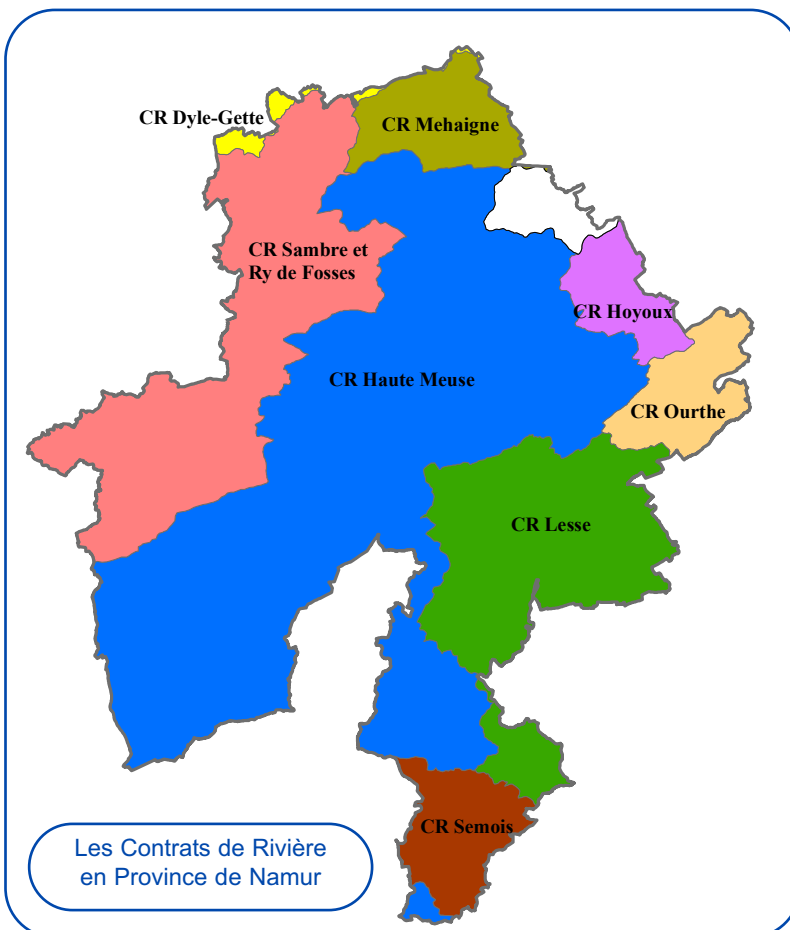 CR Dyle-Gette
CR Mehaigne
CR Sambre et
Ry de Fosses
CR Hoyoux
CR Haute Meuse
CR Ourthe
CR Lesse
CR Semois
Les Contrats de Rivière
en Province de Namur